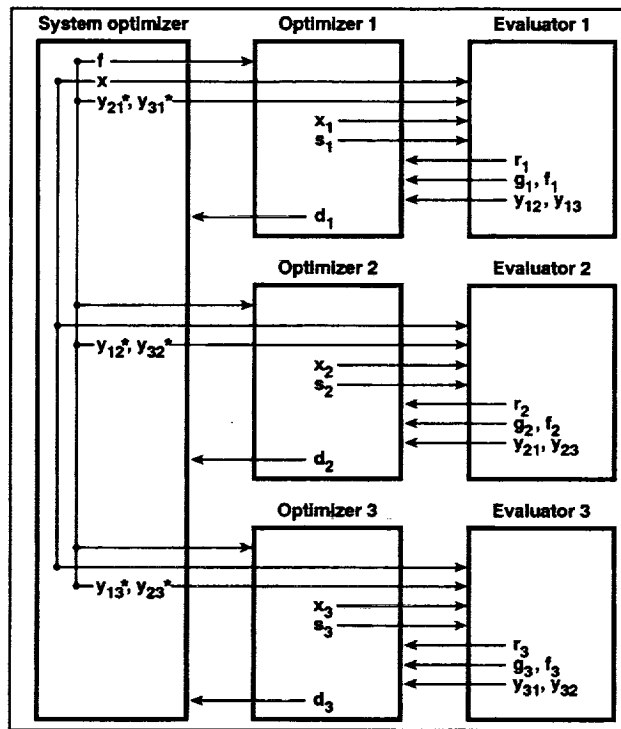 System optimizer Optimizer 1 Evaluator 1
f
x
y21*, y31*
x1
s1
r1
g1, f1
y12, y13
d1
Optimizer 2 Evaluator 2
y12*, y32*
x2
s2
r2
g2, f2
y21, y23
d2
Optimizer 3 Evaluator 3
y13*, y23*
x3
s3
r3
g3, f3
y31, y32
d3